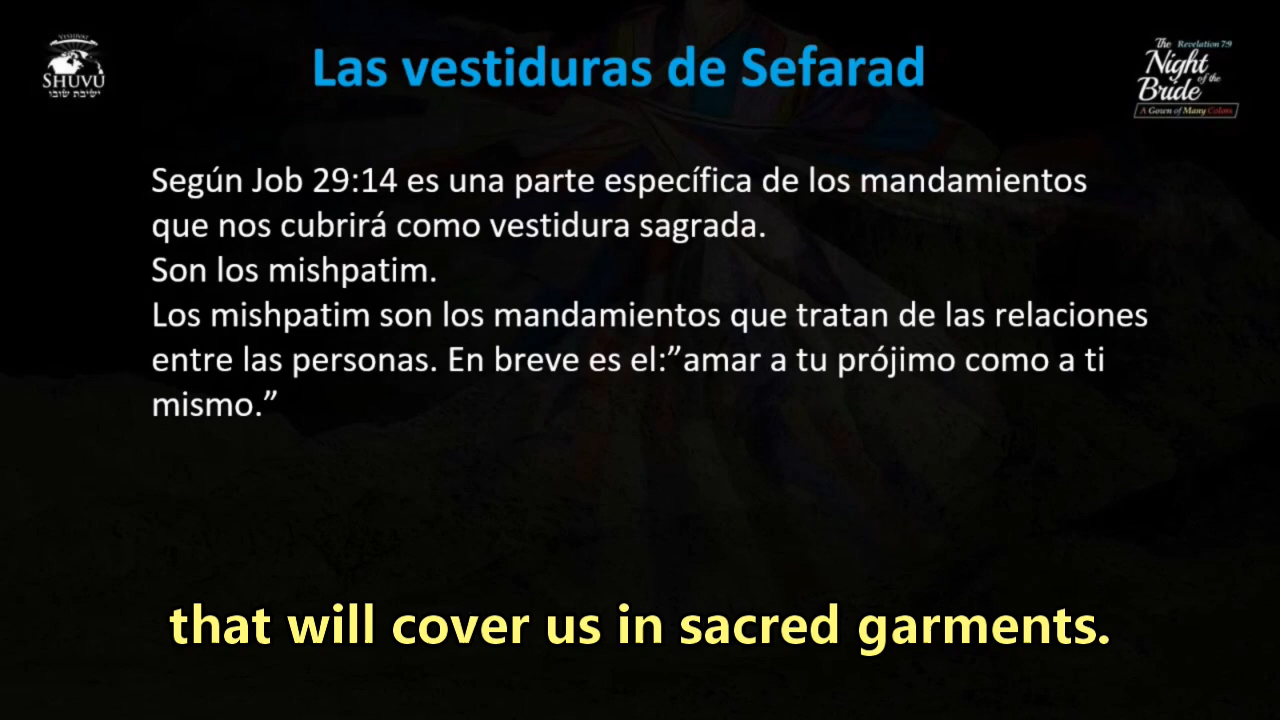 YESHIVAT
SHUVU
ישיבת שובו
Las vestiduras de Sefarad
The Revelation 7:9
Night
of the
Bride
A Gown of Many Colors
Según Job 29:14 es una parte específica de los mandamientos
que nos cubrirá como vestidura sagrada.
Son los mishpatim.
Los mishpatim son los mandamientos que tratan de las relaciones
entre las personas. En breve es el:”amar a tu prójimo como a ti
mismo.”
that will cover us in sacred garments.